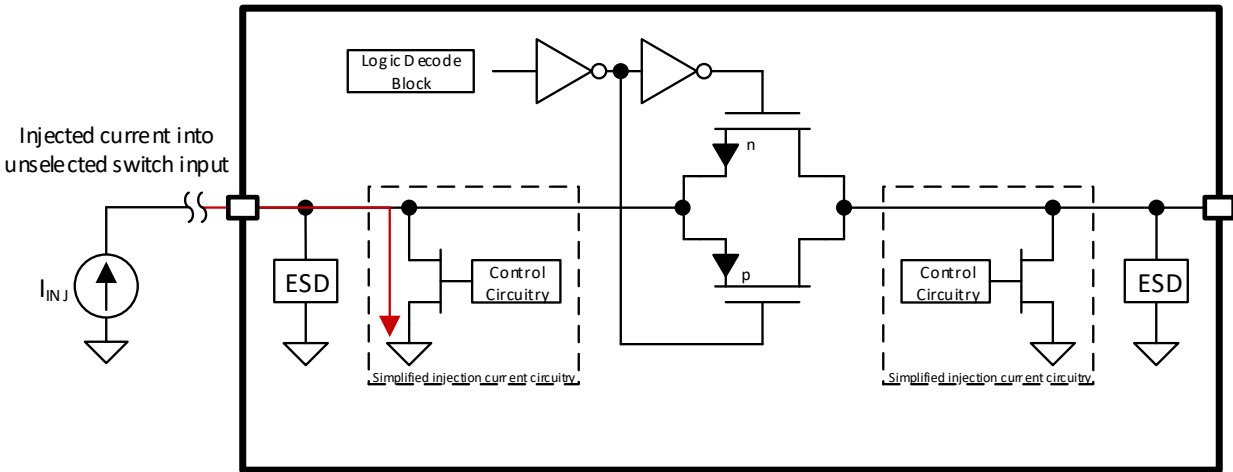 Logic Decode
Block
Injected current into
unselected switch input
n
p
ESD
Control
Circuitry
Control
Circuitry
ESD
IINJ
Simplified injection current circuitry
Simplified injection current circuitry